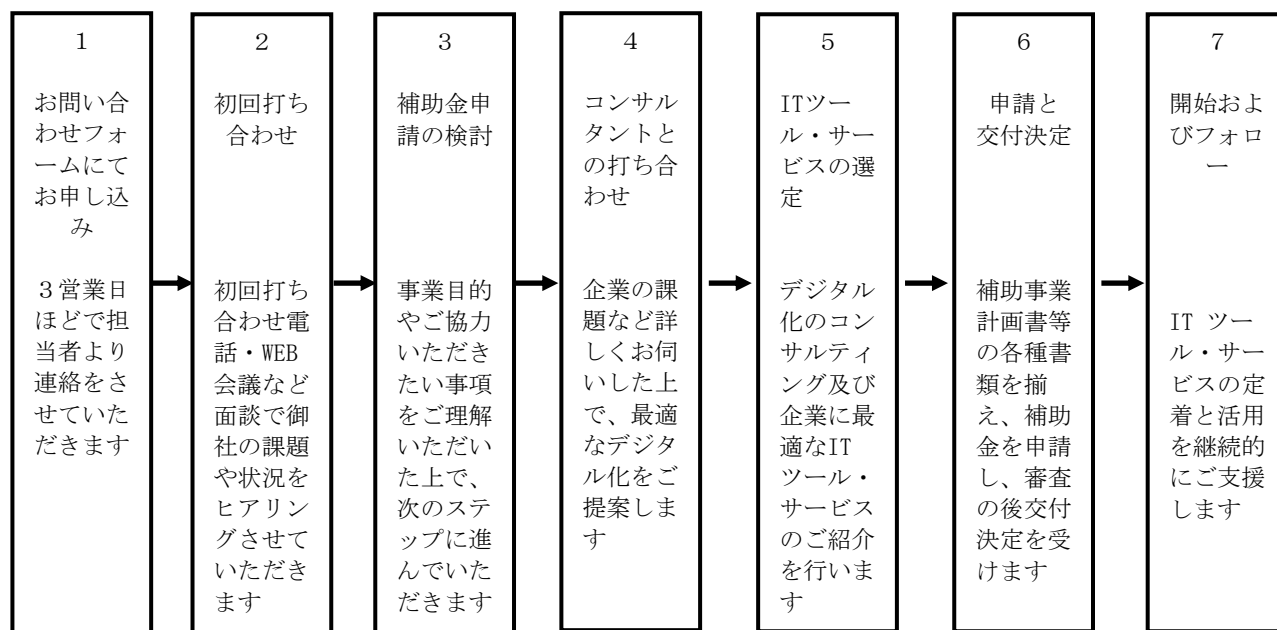 1
お問い合
わせフォ
ームにて
お申し込
み
3営業日
ほどで担
当者より
連絡をさ
せていた
だきます
2
初回打ち
合わせ
初回打ち
合わせ電
話・WEB
会議など
面談で御
社の課題
や状況を
ヒアリン
グさせて
いただき
ます
3
補助金申
請の検討
事業目的
やご協力
いただき
たい事項
をご理解
いただい
た上で、
次のステ
ップに進
んでいた
だきます
4
コンサル
タントと
の打ち合
わせ
企業の課
題など詳
しくお伺
いした上
で、最適
なデジタ
ル化をご
提案しま
す
5
ITツー
ル・サー
ビスの選
定
デジタル
化のコン
サルティ
ング及び
企業に最
適なIT
ツール・
サービス
のご紹介
を行いま
す
6
申請と
交付決定
補助事業
計画書等
の各種書
類を揃
え、補助
金を申請
し、審査
の後交付
決定を受
けます
7
開始およ
びフォロ
ー
IT ツー
ル・サー
ビスの定
着と活用
を継続的
にご支援
します